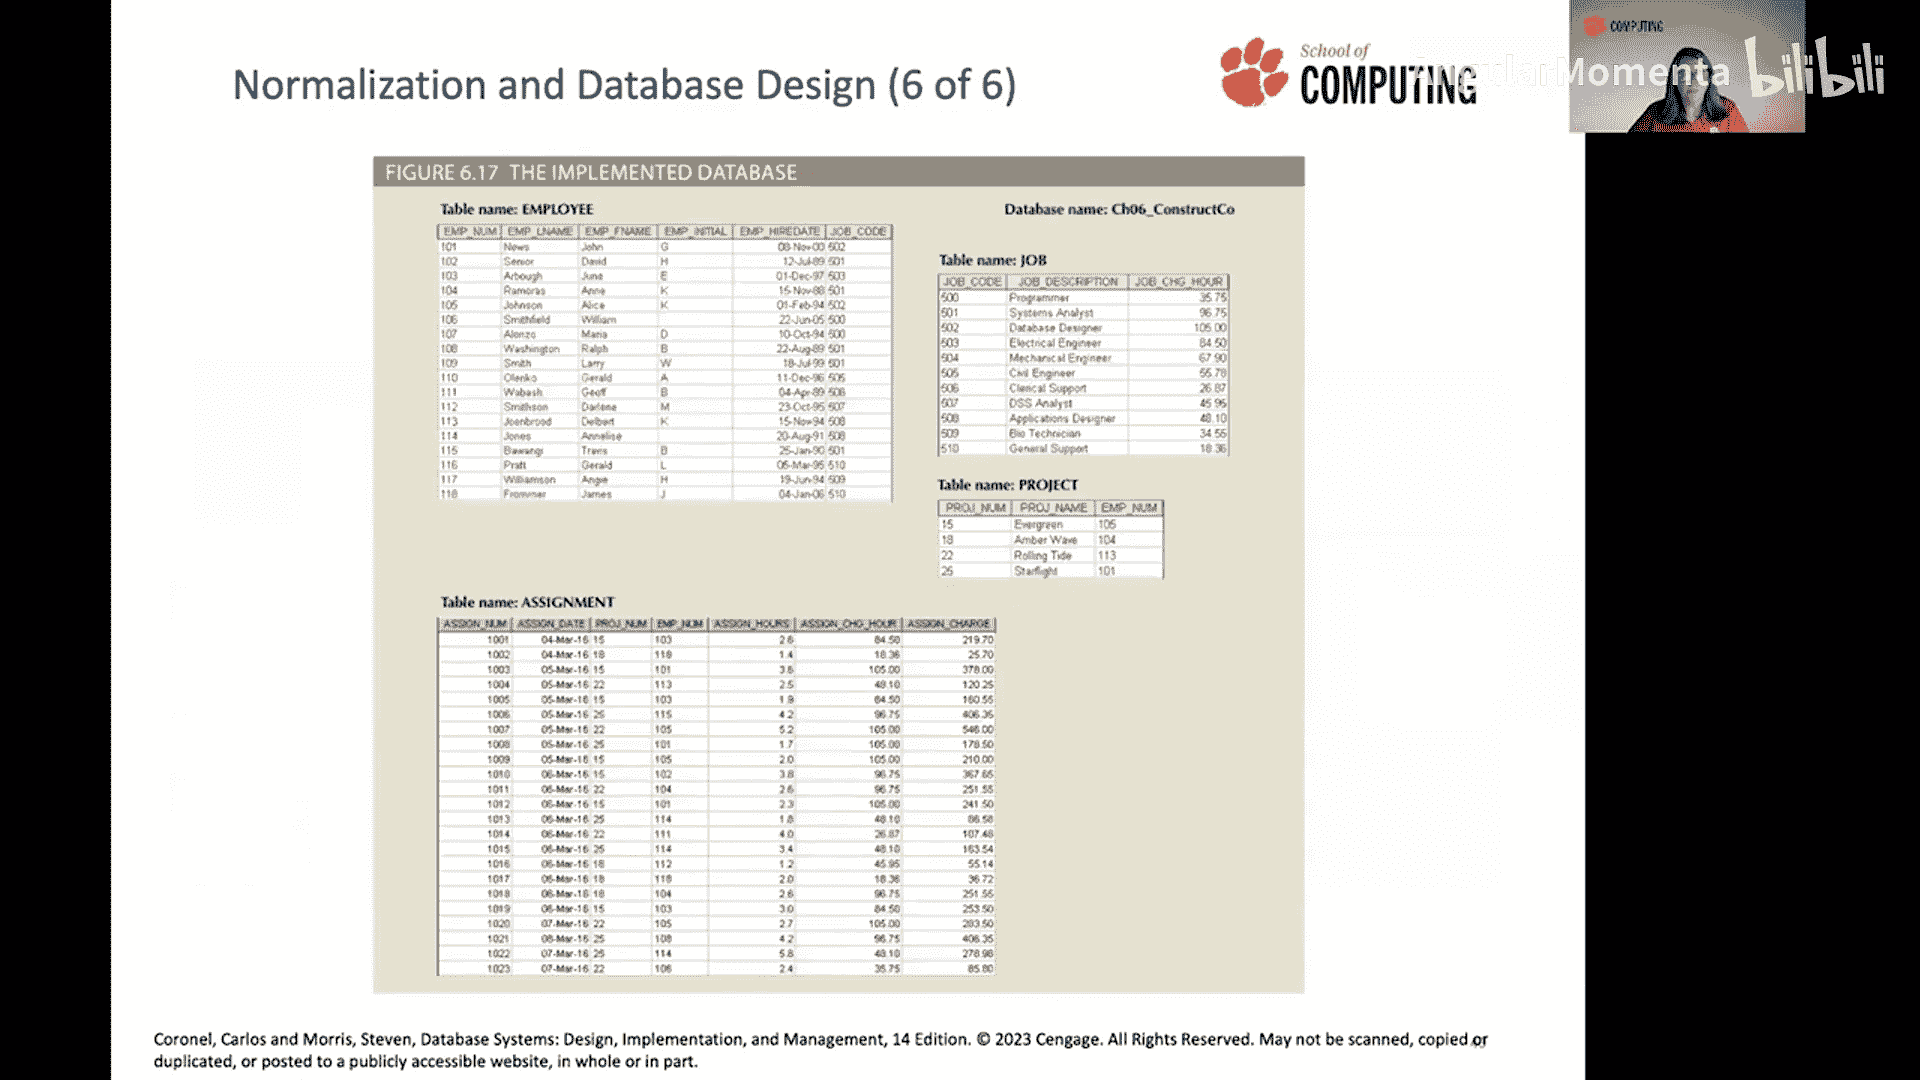 Normalization and Database Design (6 of 6)
School of
COMPUTING
COMPUTING
AngularMomenta
bilibili
FIGURE 6.17 THE IMPLEMENTED DATABASE
Table name: EMPLOYEE
Database name: Ch06_ConstructCo
EMP_NUM EMP_LNAME EMP_FNAME EMP_INITIAL EMP_HIREDATE JOB_CODE
101 News John G 08-Nov-00 502
102 Senior David H 12-Jul-89 501
103 Arbough June E 01-Dec-97 503
104 Ramoras Anne K 15-Nov-88 501
105 Johnson Alice K 01-Feb-94 502
106 Smithfield William 22-Jun-05 500
107 Alonzo Maria D 10-Oct-94 500
108 Washington Ralph B 22-Aug-89 501
109 Smith Larry W 18-Jul-99 501
110 Olenko Gerald A 11-Dec-96 505
111 Wabash Geoff B 04-Apr-89 506
112 Smithson Darlene M 23-Oct-95 507
113 Joenbrood Delbert K 15-Nov-94 508
114 Jones Annelise 20-Aug-91 508
115 Bawangi Travis B 25-Jan-90 501
116 Pratt Gerald L 05-Mar-95 510
117 Williamson Angie H 19-Jun-94 509
118 Frommer James J 04-Jan-06 510
Table name: JOB
JOB_CODE JOB_DESCRIPTION JOB_CHG_HOUR
500 Programmer 35.75
501 Systems Analyst 96.75
502 Database Designer 105.00
503 Electrical Engineer 84.50
504 Mechanical Engineer 67.90
505 Civil Engineer 55.78
506 Clerical Support 26.87
507 DSS Analyst 45.95
508 Applications Designer 48.10
509 Bio Technician 34.55
510 General Support 18.36
Table name: PROJECT
PROJ_NUM PROJ_NAME EMP_NUM
15 Evergreen 105
18 Amber Wave 104
22 Rolling Tide 113
25 Starflight 101
Table name: ASSIGNMENT
ASSIGN_NUM ASSIGN_DATE PROJ_NUM EMP_NUM ASSIGN_HOURS ASSIGN_CHG_HOUR ASSIGN_CHARGE
1001 04-Mar-16 15 103 2.6 84.50 219.70
1002 04-Mar-16 18 118 1.4 18.36 25.70
1003 05-Mar-16 15 101 3.6 105.00 378.00
1004 05-Mar-16 22 113 2.5 48.10 120.25
1005 05-Mar-16 15 103 1.9 84.50 160.55
1006 05-Mar-16 25 115 4.2 96.75 406.35
1007 05-Mar-16 22 105 5.2 105.00 546.00
1008 05-Mar-16 25 101 1.7 105.00 178.50
1009 05-Mar-16 15 105 2.0 105.00 210.00
1010 06-Mar-16 15 102 3.8 96.75 367.65
1011 06-Mar-16 22 104 2.6 96.75 251.55
1012 06-Mar-16 15 101 2.3 105.00 241.50
1013 06-Mar-16 25 114 1.8 48.10 86.58
1014 06-Mar-16 22 111 4.0 26.87 107.48
1015 06-Mar-16 25 114 3.4 48.10 163.54
1016 06-Mar-16 18 112 1.2 45.95 55.14
1017 06-Mar-16 18 118 2.0 18.36 36.72
1018 06-Mar-16 18 104 2.6 96.75 251.55
1019 06-Mar-16 15 103 3.0 84.50 253.50
1020 07-Mar-16 22 105 2.7 105.00 283.50
1021 08-Mar-16 25 108 4.2 96.75 406.35
1022 07-Mar-16 25 114 5.8 48.10 278.98
1023 07-Mar-16 22 106 2.4 35.75 85.80
Coronel, Carlos and Morris, Steven, Database Systems: Design, Implementation, and Management, 14 Edition. © 2023 Cengage. All Rights Reserved. May not be scanned, copied or
duplicated, or posted to a publicly accessible website, in whole or in part.